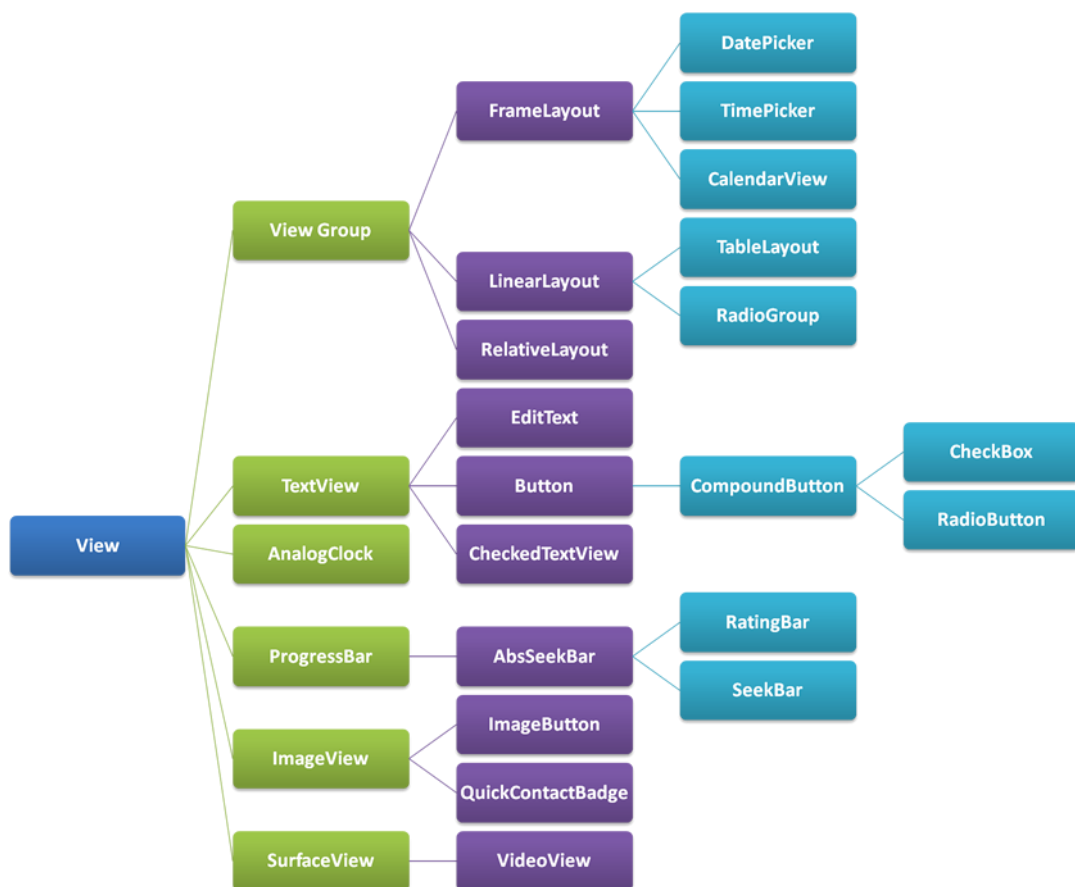 DatePicker
FrameLayout
TimePicker
CalendarView
View Group
TableLayout
LinearLayout
RadioGroup
RelativeLayout
EditText
CheckBox
TextView
Button
CompoundButton
RadioButton
View
AnalogClock
CheckedTextView
RatingBar
ProgressBar
AbsSeekBar
SeekBar
ImageButton
ImageView
QuickContactBadge
SurfaceView
VideoView